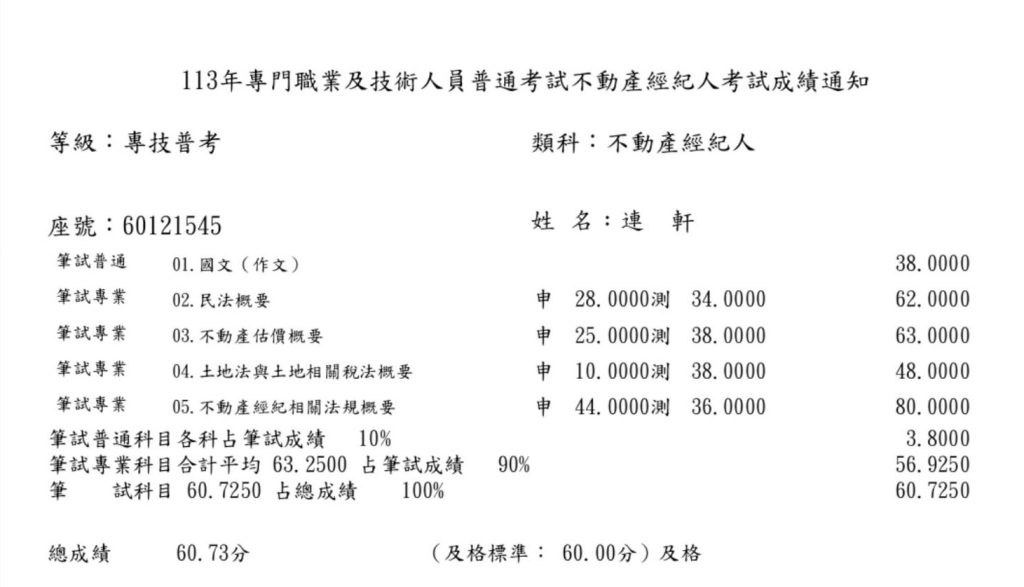 113年專門職業及技術人員普通考試不動產經紀人考試成績通知
等級：專技普考 類科：不動產經紀人
座號：60121545 姓 名：連 軒
筆試普通 01.國文（作文） 38.0000
筆試專業 02.民法概要 申 28.0000測 34.0000 62.0000
筆試專業 03.不動產估價概要 申 25.0000測 38.0000 63.0000
筆試專業 04.土地法與土地相關稅法概要 申 10.0000測 38.0000 48.0000
筆試專業 05.不動產經紀相關法規概要 申 44.0000測 36.0000 80.0000
筆試普通科目各科占筆試成績 10% 3.8000
筆試專業科目合計平均 63.2500 占筆試成績 90% 56.9250
筆 試科目 60.7250 占總成績 100% 60.7250
總成績 60.73分 （及格標準： 60.00分）及格